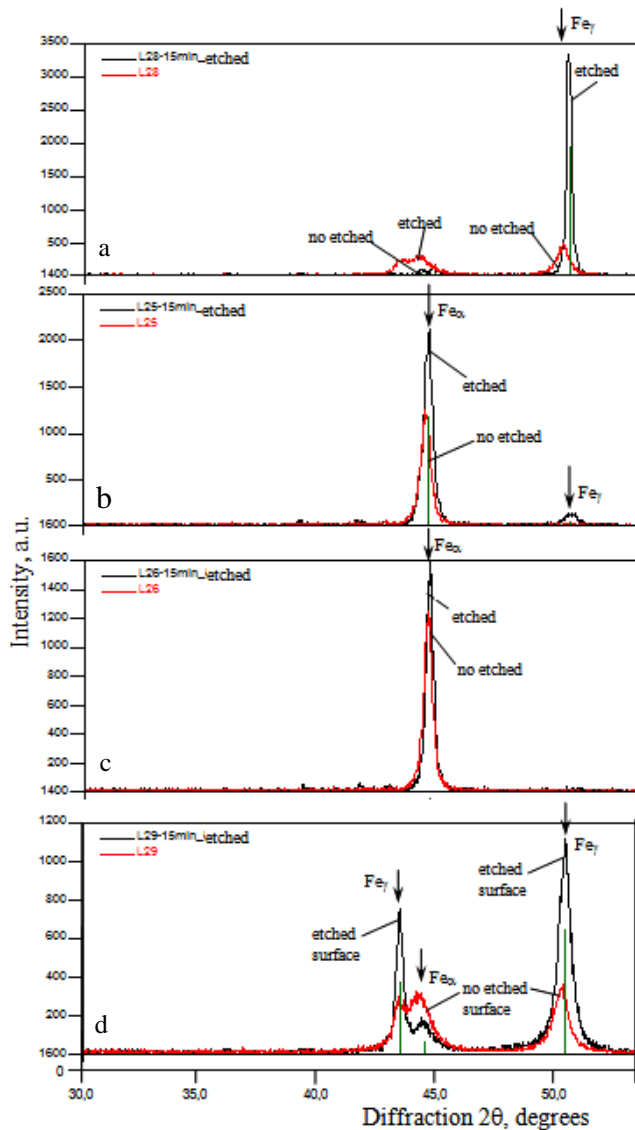 Feγ
3500
L28-15min_etched
L28
3000
etched
2500
2000
1500
1000
etched
no etched
no etched
500
a
1400
2500
L25-15min-etched
Feα
L25
2000
etched
1500
no etched
1000
Feγ
500
b
1600
Feα
1600
L26-15min_etched
L26
1400
etched
1200
no etched
1000
800
600
400
200
c
1400
1200
L29-15min_etched
L29
Feγ
1000
etched
surface
Feγ
800
etched
surface
600
Feα
no etched
surface
400
200
d
1600
0
30,0
35,0
40,0
45,0
50,0
Diffraction 2θ, degrees
Intensity, a.u.